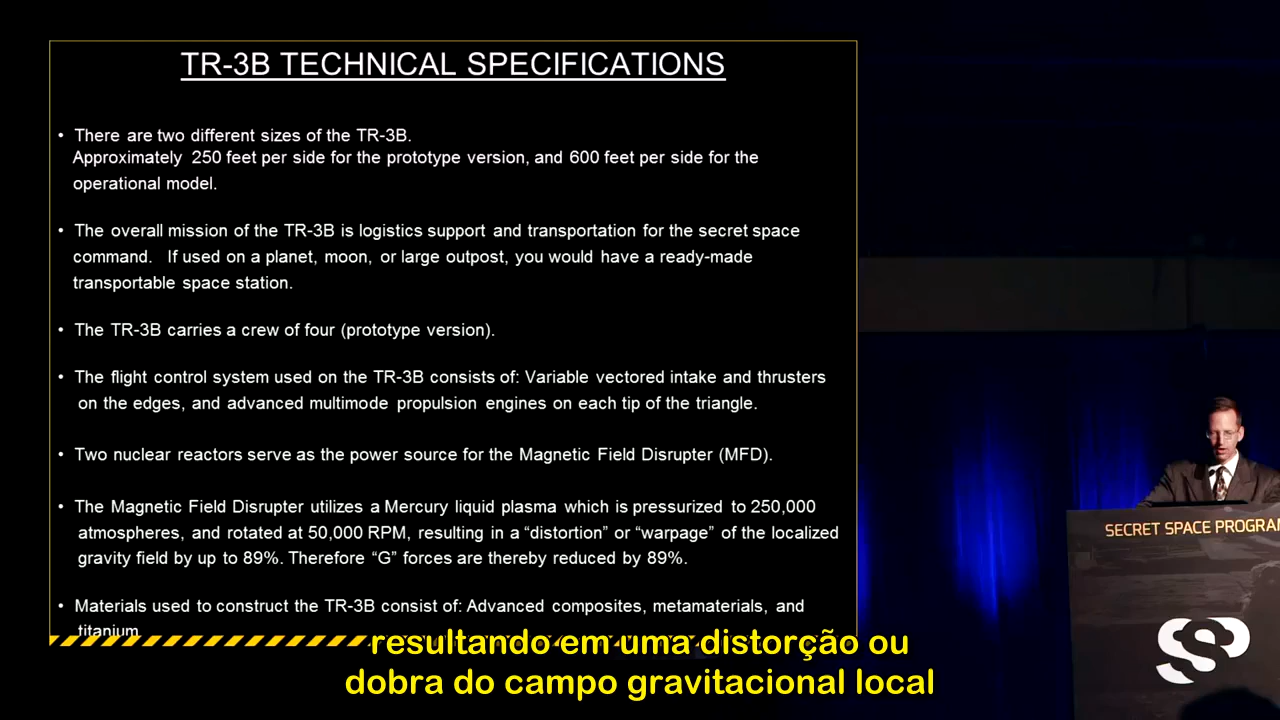 TR-3B TECHNICAL SPECIFICATIONS
• There are two different sizes of the TR-3B.
Approximately 250 feet per side for the prototype version, and 600 feet per side for the
operational model.
• The overall mission of the TR-3B is logistics support and transportation for the secret space
command. If used on a planet, moon, or large outpost, you would have a ready-made
transportable space station.
• The TR-3B carries a crew of four (prototype version).
• The flight control system used on the TR-3B consists of: Variable vectored intake and thrusters
on the edges, and advanced multimode propulsion engines on each tip of the triangle.
• Two nuclear reactors serve as the power source for the Magnetic Field Disrupter (MFD).
• The Magnetic Field Disrupter utilizes a Mercury liquid plasma which is pressurized to 250,000
atmospheres, and rotated at 50,000 RPM, resulting in a “distortion” or “warpage” of the localized
gravity field by up to 89%. Therefore “G” forces are thereby reduced by 89%.
• Materials used to construct the TR-3B consist of: Advanced composites, metamaterials, and
titanium
SECRET SPACE PROGRA
SSP
resultando em uma distorção ou
dobra do campo gravitacional local